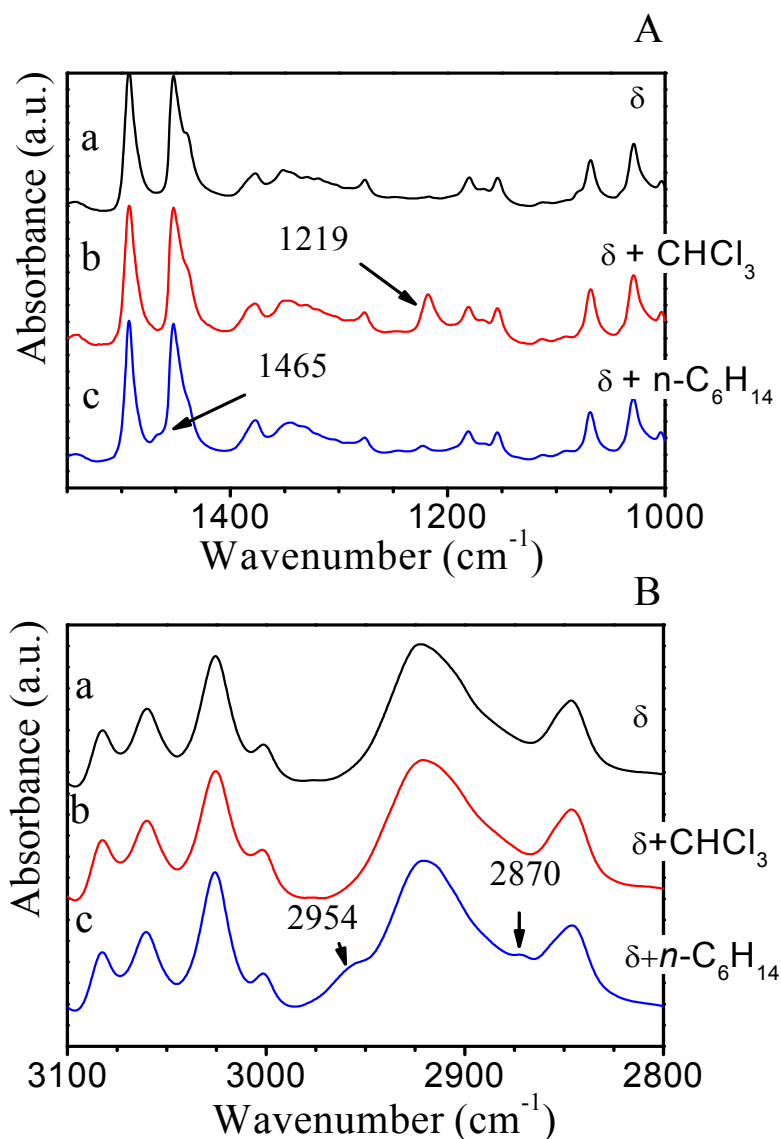 A
Absorbance (a.u.)
a
δ
b
1219
δ + CHCl₃
c
1465
δ + n-C₆H₁₄
1400
1200
1000
Wavenumber (cm⁻¹)
B
Absorbance (a.u.)
a
δ
b
δ+CHCl₃
c
2954
2870
δ+n-C₆H₁₄
3100
3000
2900
2800
Wavenumber (cm⁻¹)